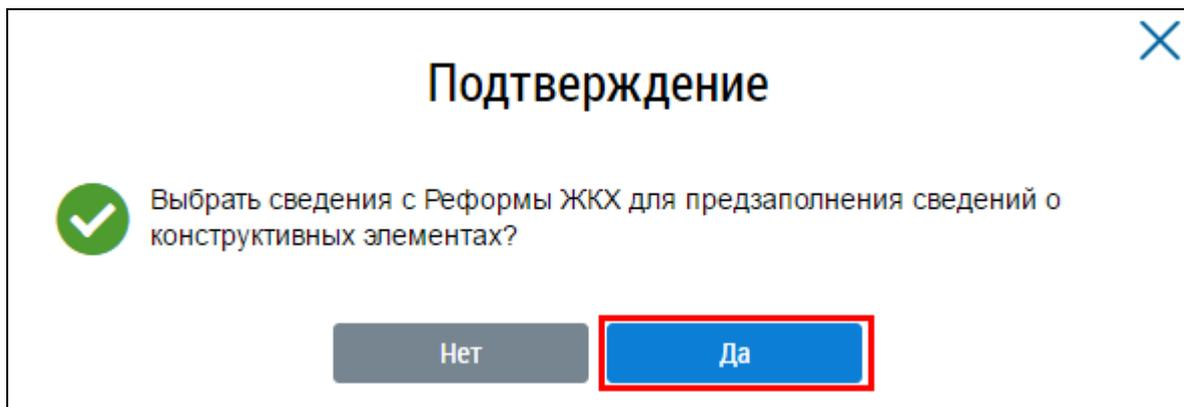 Подтверждение
Выбрать сведения с Реформы ЖКХ для предзаполнения сведений о
конструктивных элементах?
Нет
Да